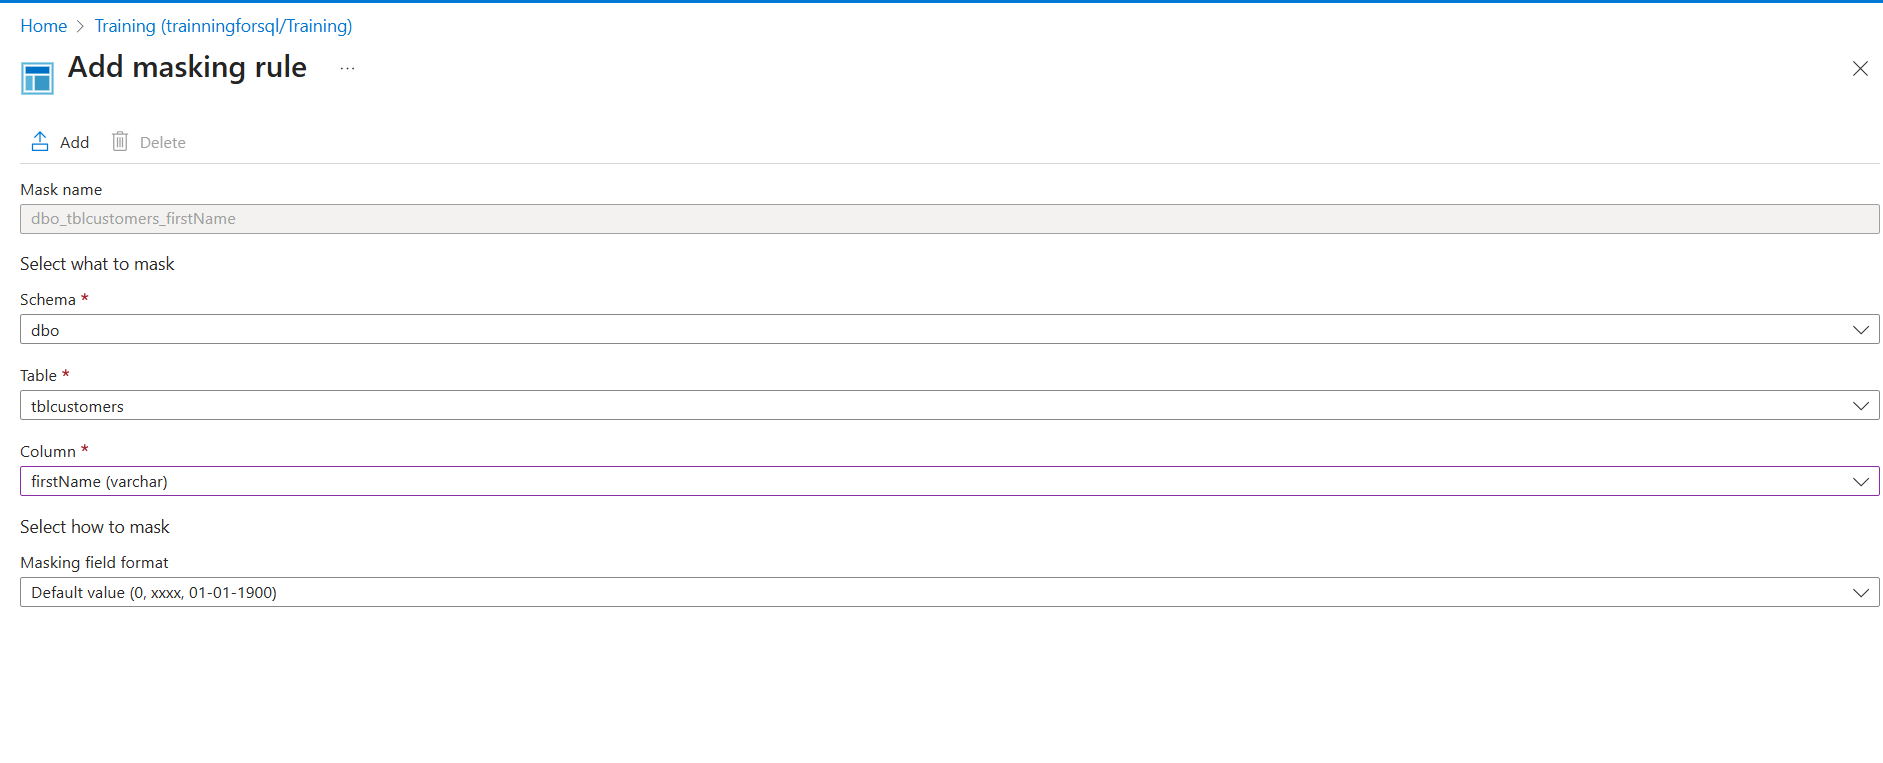 Home > Training (trainningforsql/Training)
Add masking rule ...
Add Delete
Mask name
dbo_tblcustomers_firstName
Select what to mask
Schema *
dbo
Table *
tblcustomers
Column *
firstName (varchar)
Select how to mask
Masking field format
Default value (0, xxxx, 01-01-1900)